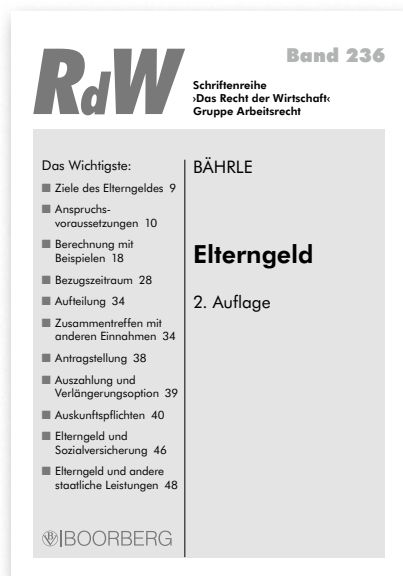 Band 236
RdW
Schriftenreihe
›Das Recht der Wirtschaft‹
Gruppe Arbeitsrecht
Das Wichtigste:
■ Ziele des Elterngeldes 9
■ Anspruchs-
voraussetzungen 10
■ Berechnung mit
Beispielen 18
■ Bezugszeitraum 28
■ Aufteilung 34
■ Zusammentreffen mit
anderen Einnahmen 34
■ Antragstellung 38
■ Auszahlung und
Verlängerungsoption 39
■ Auskunftspflichten 40
■ Elterngeld und
Sozialversicherung 46
■ Elterngeld und andere
staatliche Leistungen 48
BÄHRLE
Elterngeld
2. Auflage
BOORBERG